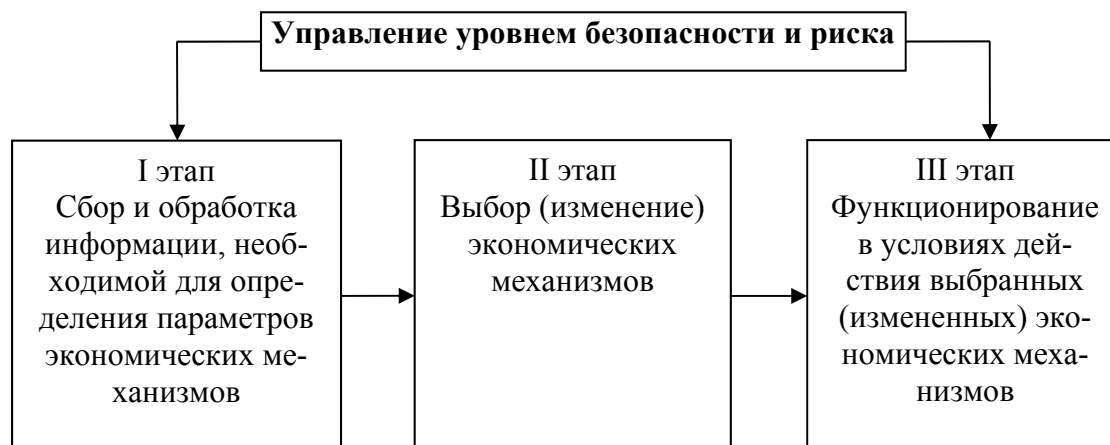 Управление уровнем безопасности и риска
I этап
Сбор и обработка
информации, необ-
ходимой для опре-
деления параметров
экономических ме-
ханизмов
II этап
Выбор (изменение)
экономических
механизмов
III этап
Функционирование
в условиях дей-
ствия выбранных
(измененных) эко-
номических меха-
низмов